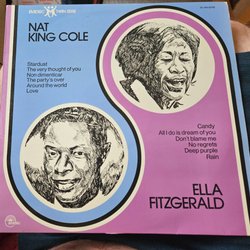 NAT
KING COLE
Stardust
The very thought of you
Non dimenticar
The party's over
Around the world
Love
Candy
All I do is dream of you
Don't blame me
No regrets
Deep purple
Rain
ELLA
FITZGERALD